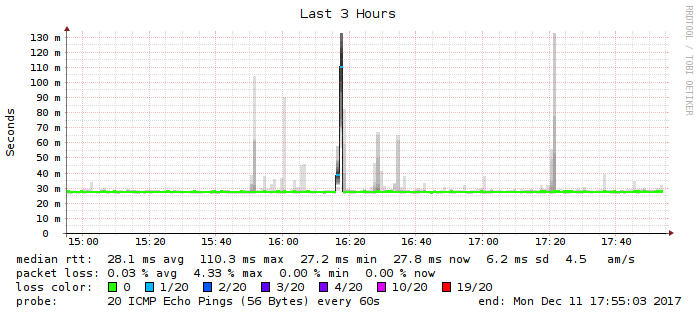 Last 3 Hours
RRDTOOL / TOBI OETIKER
Seconds
130 m
120 m
110 m
100 m
90 m
80 m
70 m
60 m
50 m
40 m
30 m
20 m
10 m
0
15:00 15:20 15:40 16:00 16:20 16:40 17:00 17:20 17:40
median rtt: 28.1 ms avg 110.3 ms max 27.2 ms min 27.8 ms now 6.2 ms sd 4.5 am/s
packet loss: 0.03 % avg 4.33 % max 0.00 % min 0.00 % now
loss color: 0 1/20 2/20 3/20 4/20 10/20 19/20
probe: 20 ICMP Echo Pings (56 Bytes) every 60s end: Mon Dec 11 17:55:03 2017